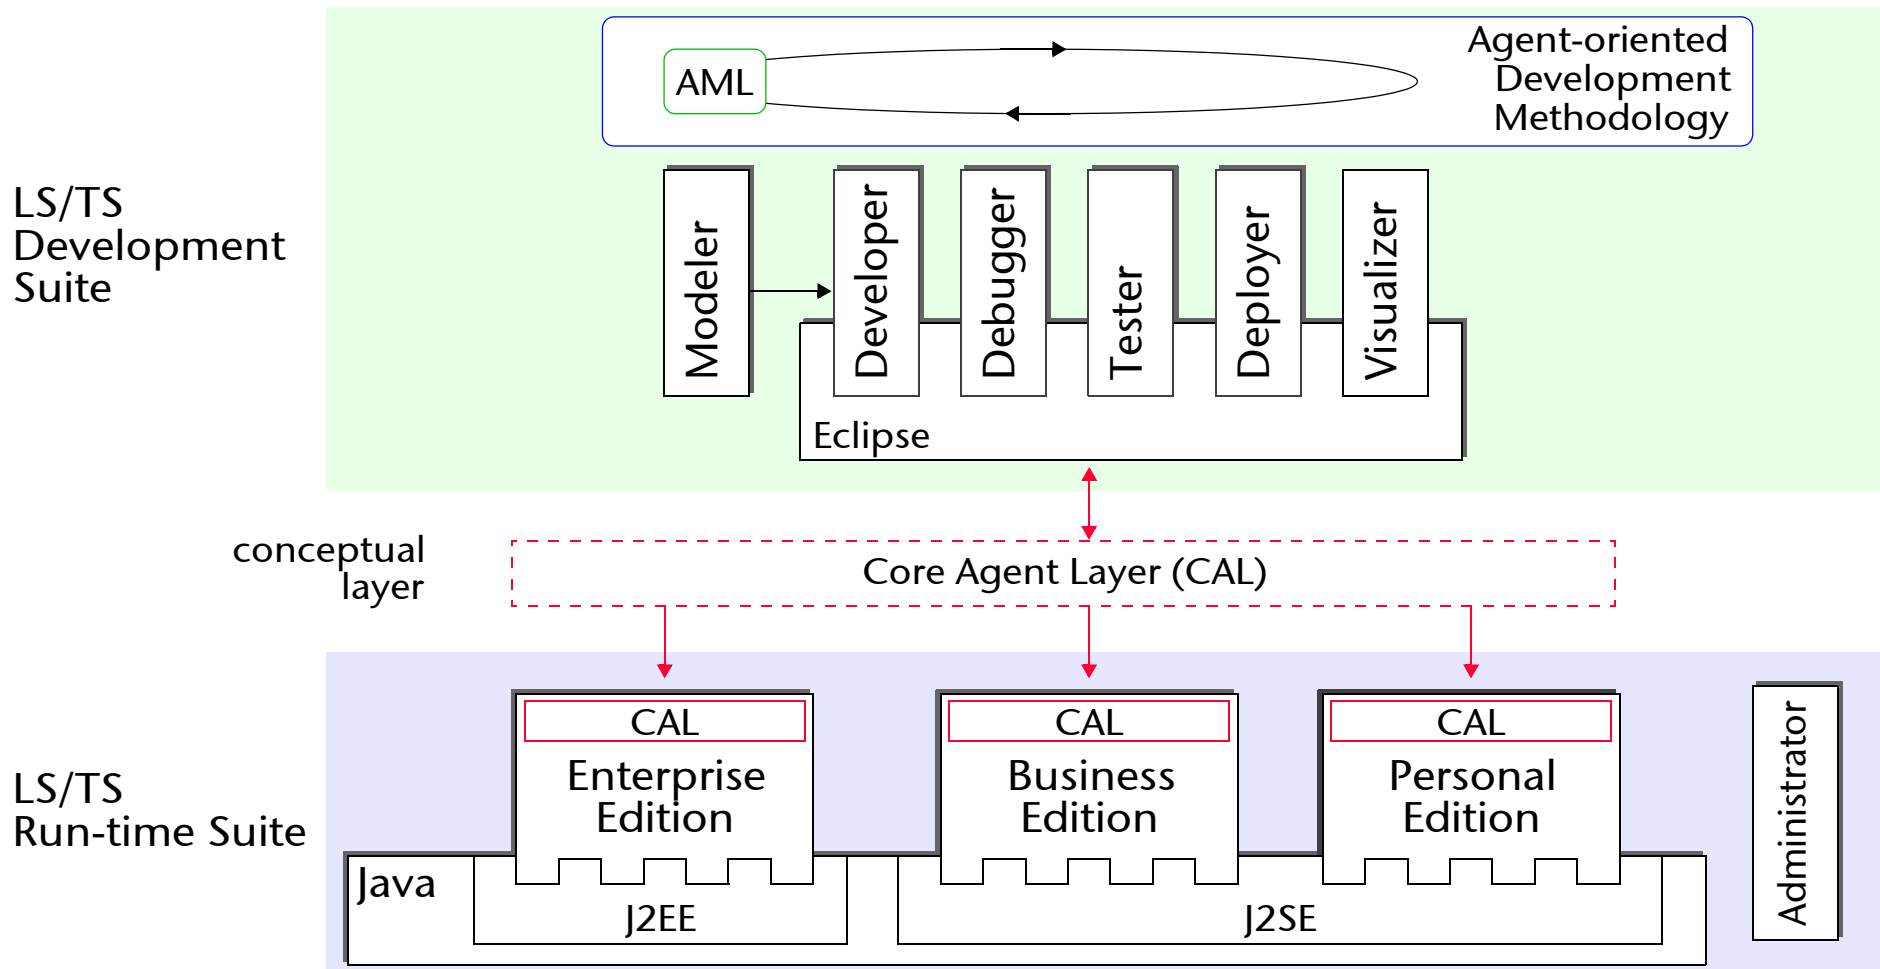 AML
Agent-oriented
Development
Methodology
LS/TS
Development
Suite
Modeler
Developer
Debugger
Tester
Deployer
Visualizer
Eclipse
conceptual
layer
Core Agent Layer (CAL)
LS/TS
Run-time Suite
CAL
Enterprise
Edition
CAL
Business
Edition
CAL
Personal
Edition
Administrator
Java
J2EE
J2SE